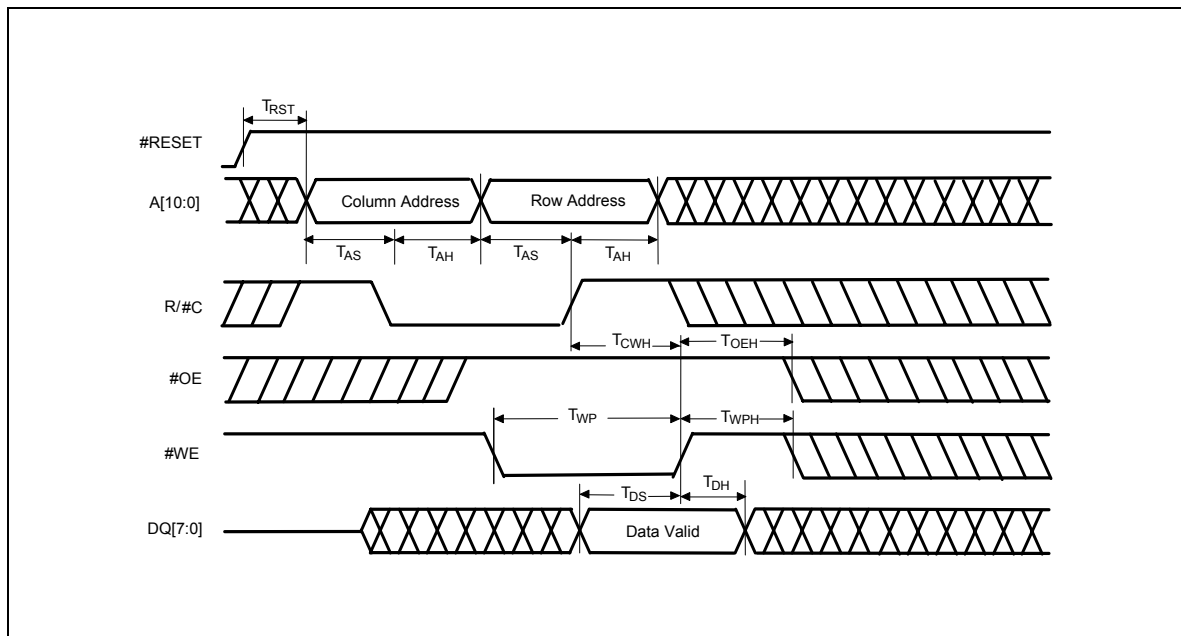 TRST
#RESET
A[10:0]
Column Address
Row Address
TAS
TAH
TAS
TAH
R/#C
TCWH
TOEH
#OE
TWP
TWPH
#WE
TDS
TDH
DQ[7:0]
Data Valid